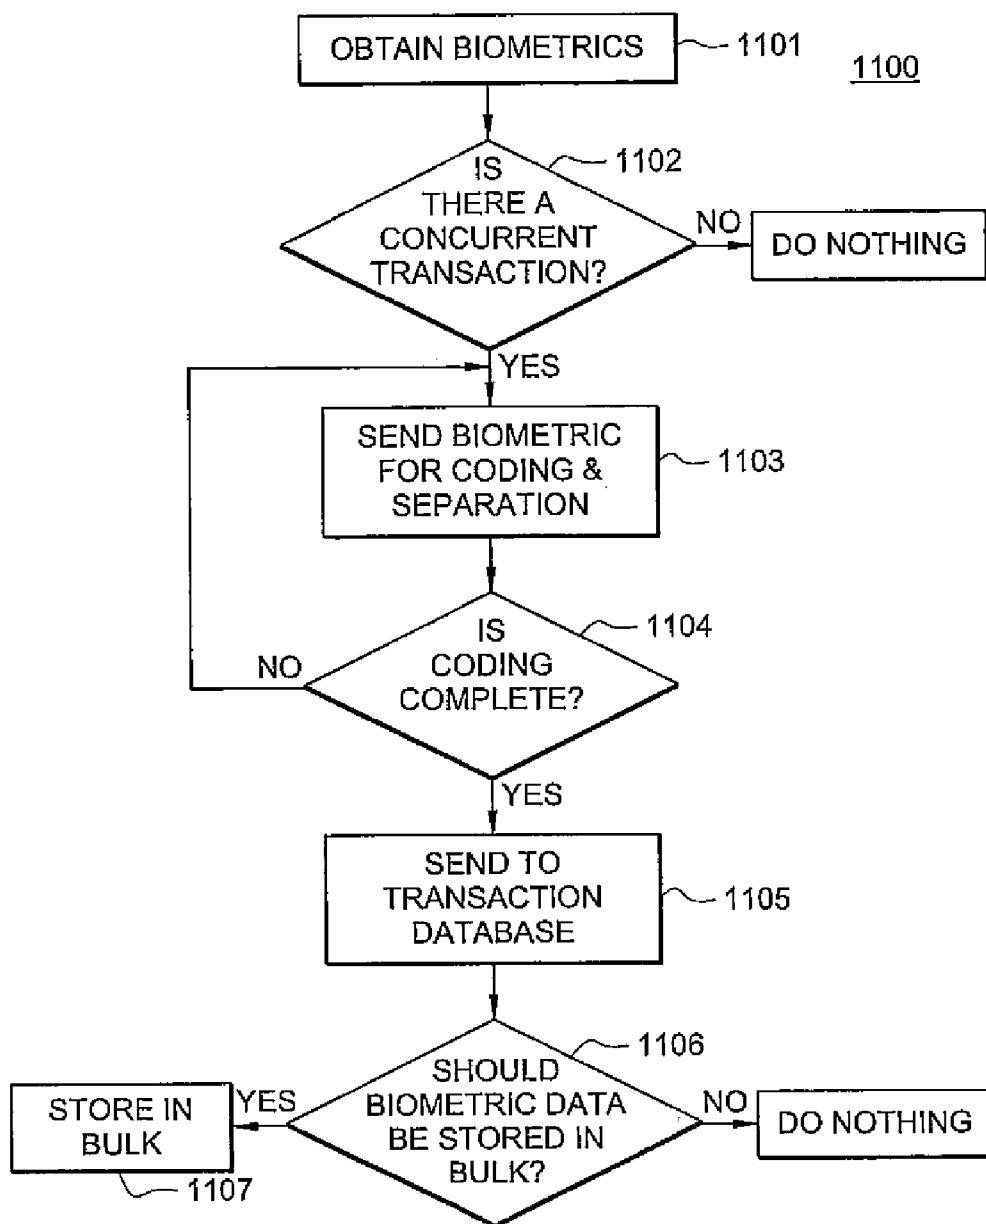 OBTAIN BIOMETRICS
1101
1100
1102
IS
THERE A
CONCURRENT
TRANSACTION?
NO
DO NOTHING
YES
SEND BIOMETRIC
FOR CODING &
SEPARATION
1103
1104
IS
CODING
COMPLETE?
NO
YES
SEND TO
TRANSACTION
DATABASE
1105
1106
SHOULD
BIOMETRIC DATA
BE STORED IN
BULK?
YES
STORE IN
BULK
1107
NO
DO NOTHING